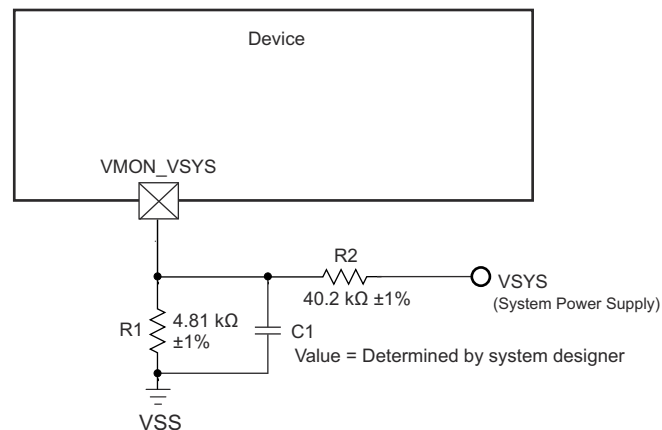 Device
VMON_VSYS
R2
VSYS
40.2 kΩ ±1%
(System Power Supply)
R1
4.81 kΩ
±1%
C1
Value = Determined by system designer
VSS